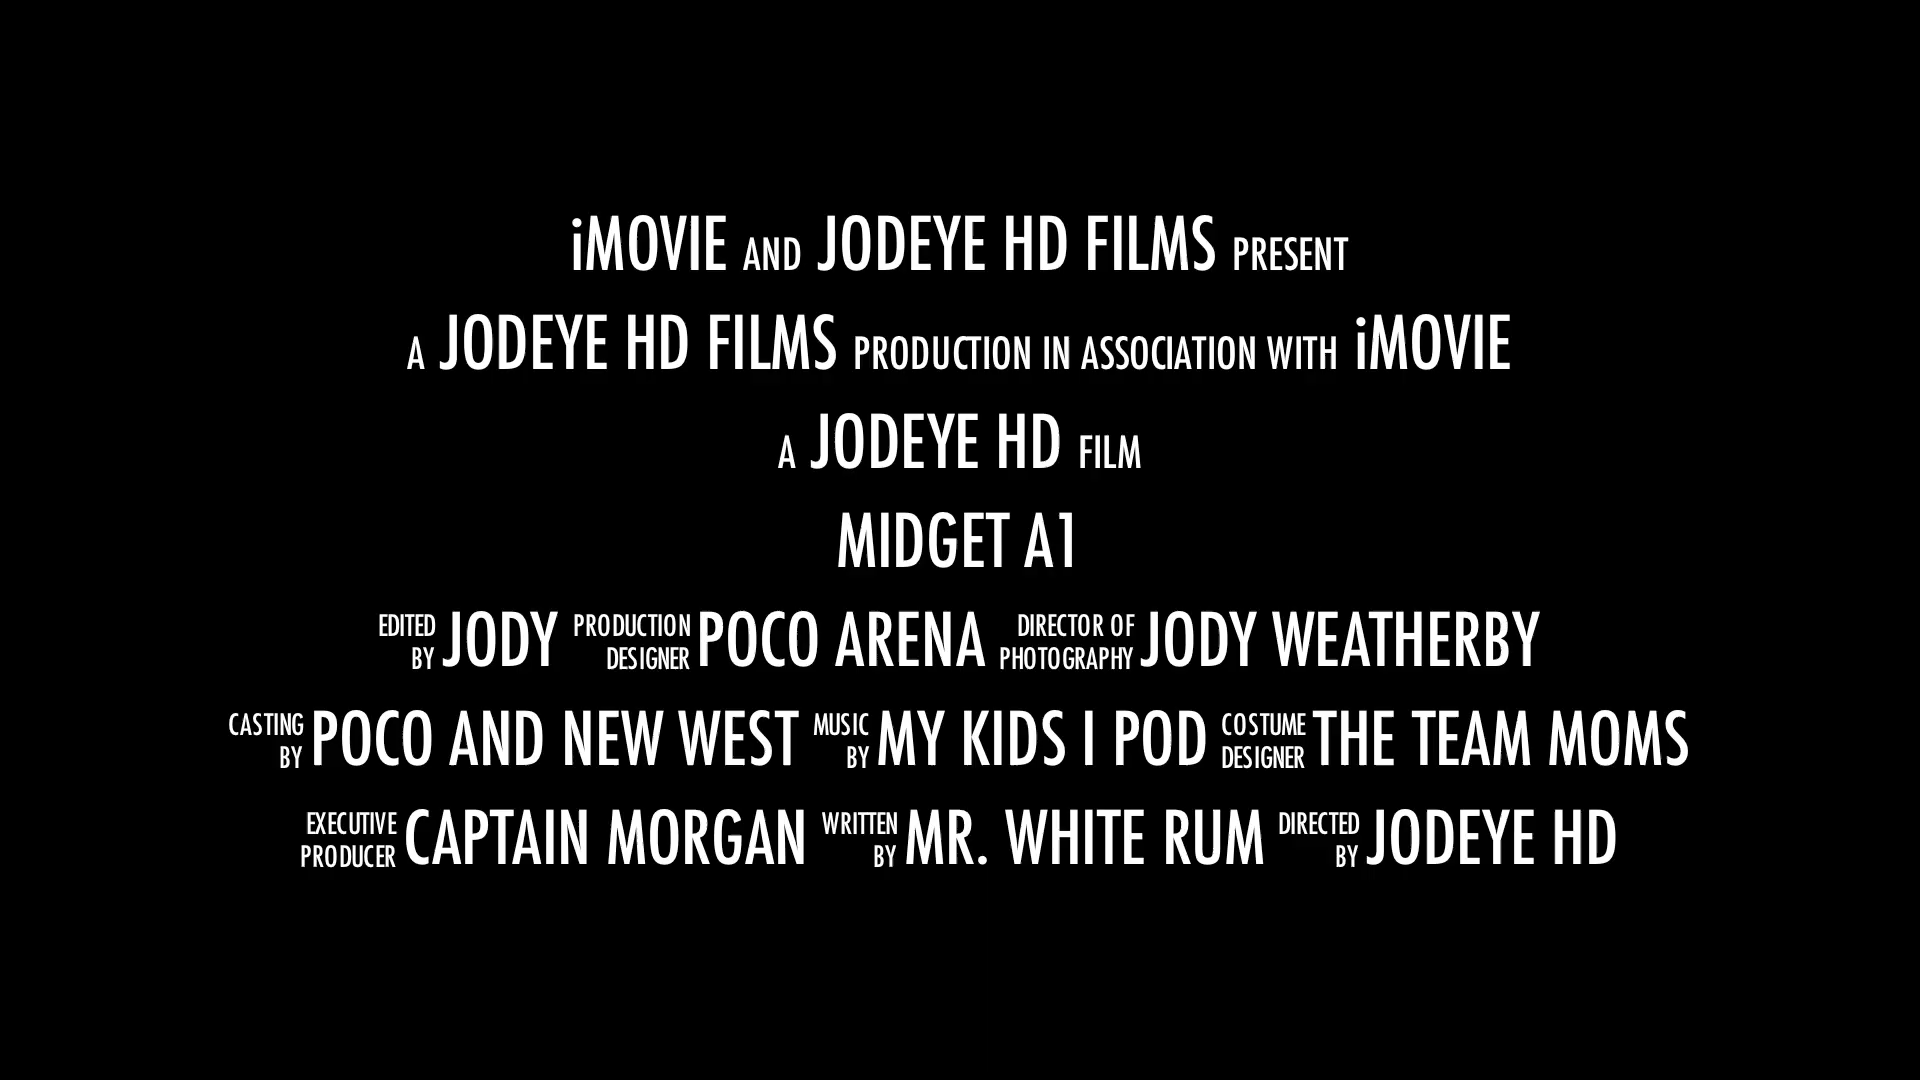 iMOVIE AND JODEYE HD FILMS PRESENT
A JODEYE HD FILMS PRODUCTION IN ASSOCIATION WITH iMOVIE
A JODEYE HD FILM
MIDGET A1
EDITED BY JODY PRODUCTION DESIGNER POCO ARENA DIRECTOR OF PHOTOGRAPHY JODY WEATHERBY
CASTING BY POCO AND NEW WEST MUSIC BY MY KIDS I POD COSTUME DESIGNER THE TEAM MOMS
EXECUTIVE PRODUCER CAPTAIN MORGAN WRITTEN BY MR. WHITE RUM DIRECTED BY JODEYE HD